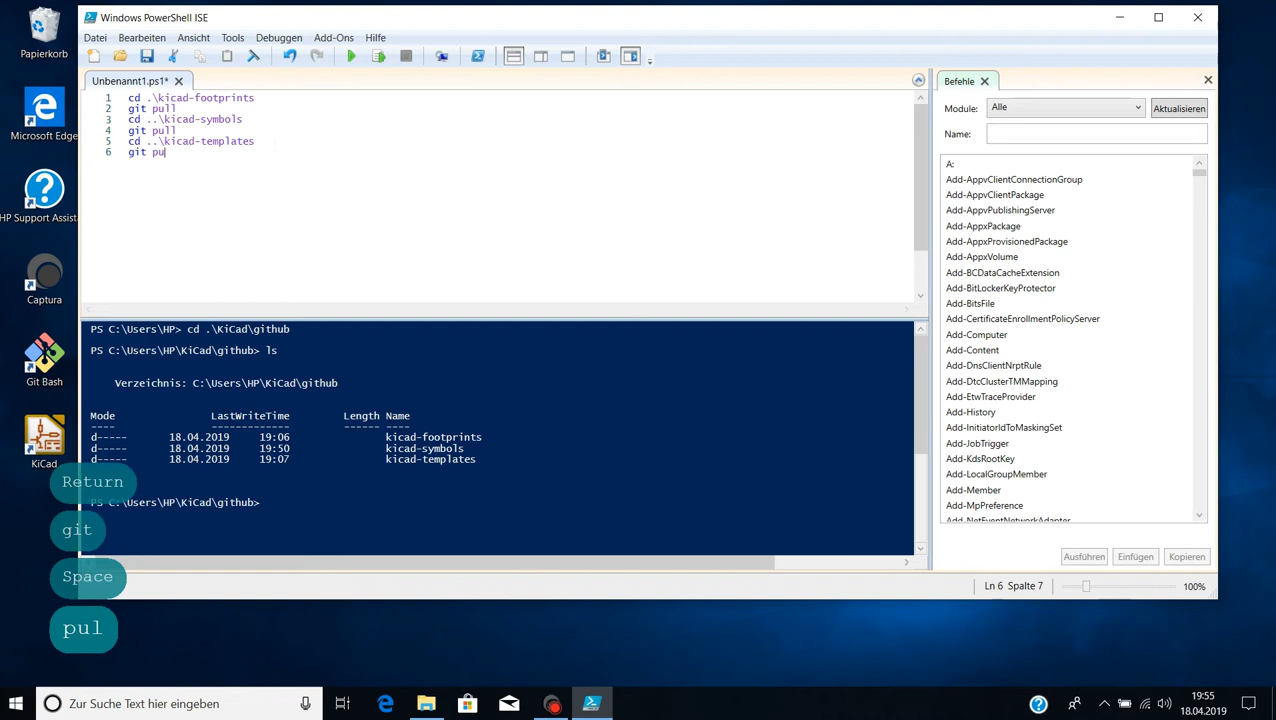 Papierkorb
Microsoft Edge
HP Support Assist
Captura
Git Bash
KiCad
Windows PowerShell ISE
Datei Bearbeiten Ansicht Tools Debuggen Add-Ons Hilfe
Unbenannt1.ps1*
1 cd .\kicad-footprints
2 git pull
3 cd ..\kicad-symbols
4 git pull
5 cd ..\kicad-templates
6 git pu
PS C:\Users\HP> cd .\KiCad\github
PS C:\Users\HP\KiCad\github> ls
Verzeichnis: C:\Users\HP\KiCad\github
Mode LastWriteTime Length Name
---- ------------- ------ ----
d----- 18.04.2019 19:06 kicad-footprints
d----- 18.04.2019 19:50 kicad-symbols
d----- 18.04.2019 19:07 kicad-templates
PS C:\Users\HP\KiCad\github>
Befehle
Module: Alle Aktualisieren
Name:
A:
Add-AppvClientConnectionGroup
Add-AppvClientPackage
Add-AppvPublishingServer
Add-AppxPackage
Add-AppxProvisionedPackage
Add-AppxVolume
Add-BCDataCacheExtension
Add-BitLockerKeyProtector
Add-BitsFile
Add-CertificateEnrollmentPolicyServer
Add-Computer
Add-Content
Add-DnsClientNrptRule
Add-DtcClusterTMMapping
Add-EtwTraceProvider
Add-History
Add-InitiatorIdToMaskingSet
Add-JobTrigger
Add-KdsRootKey
Add-LocalGroupMember
Add-Member
Add-MpPreference
Add-NetEventNetworkAdapter
Ausführen Einfügen Kopieren
Ln 6 Spalte 7 100%
Return
git
Space
pul
Zur Suche Text hier eingeben
19:55
18.04.2019